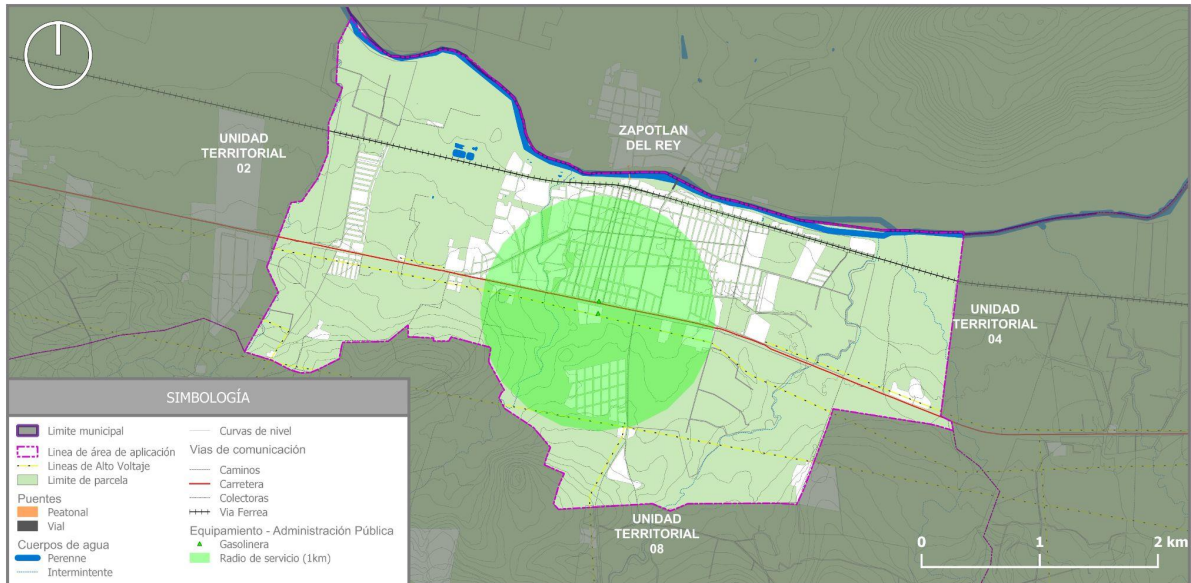 ZAPOTLAN
DEL REY
UNIDAD
TERRITORIAL
02
UNIDAD
TERRITORIAL
04
UNIDAD
TERRITORIAL
08
0 1 2 km
SIMBOLOGÍA
Limite municipal
Linea de área de aplicación
Lineas de Alto Voltaje
Limite de parcela
Puentes
Peatonal
Vial
Cuerpos de agua
Perenne
Intermintente
Curvas de nivel
Vias de comunicación
Caminos
Carretera
Colectoras
Via Ferrea
Equipamiento - Administración Pública
Gasolinera
Radio de servicio (1km)